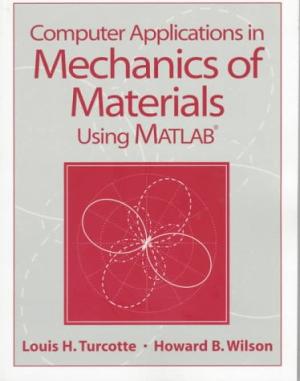 Computer Applications in
Mechanics of
Materials
Using MATLAB®
Louis H. Turcotte • Howard B. Wilson